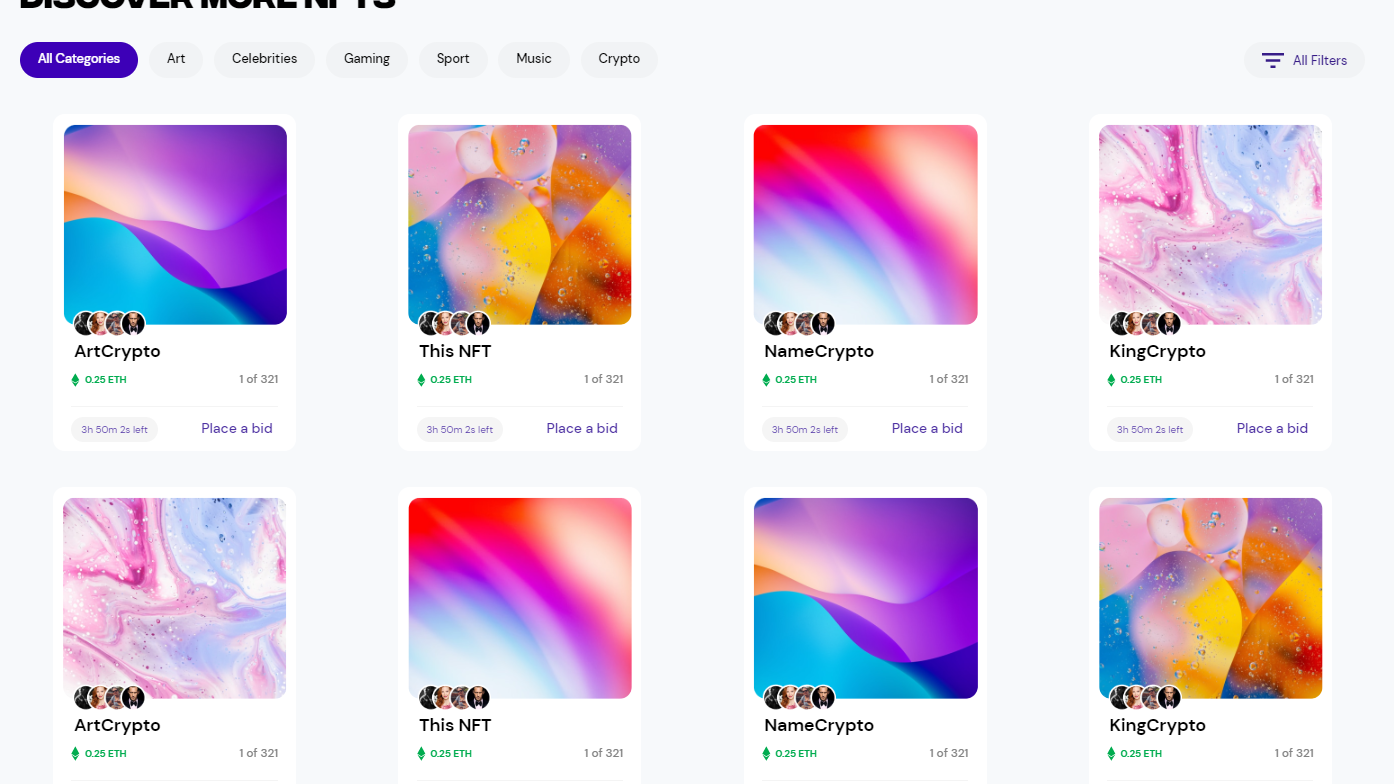 DISCOVER MORE NFTS
All Categories Art Celebrities Gaming Sport Music Crypto All Filters
ArtCrypto This NFT NameCrypto KingCrypto
0.25 ETH 1 of 321 0.25 ETH 1 of 321 0.25 ETH 1 of 321 0.25 ETH 1 of 321
3h 50m 2s left Place a bid 3h 50m 2s left Place a bid 3h 50m 2s left Place a bid 3h 50m 2s left Place a bid
ArtCrypto This NFT NameCrypto KingCrypto
0.25 ETH 1 of 321 0.25 ETH 1 of 321 0.25 ETH 1 of 321 0.25 ETH 1 of 321